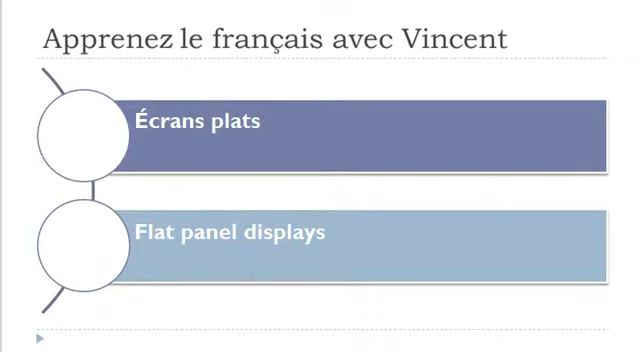 Apprenez le français avec Vincent
Écrans plats
Flat panel displays